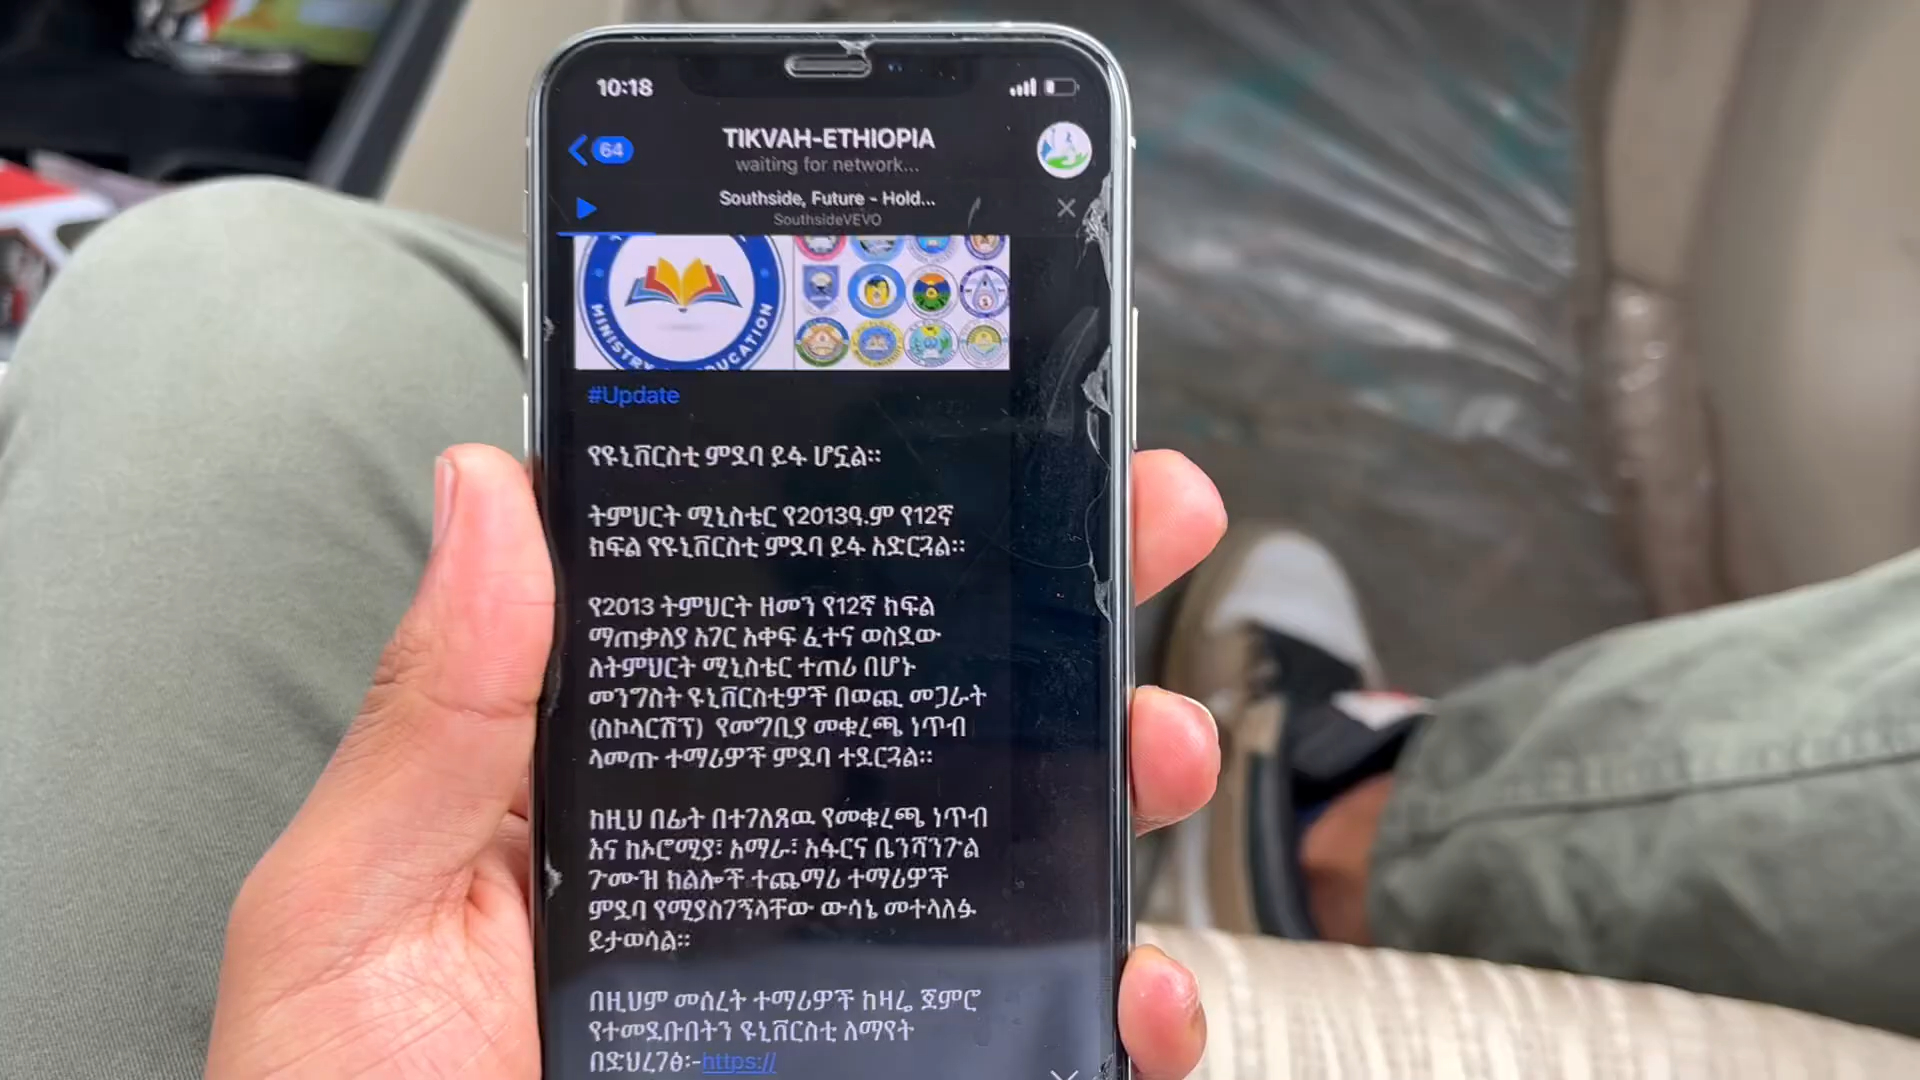 10:18
64
TIKVAH-ETHIOPIA
waiting for network...
Southside, Future - Hold...
SouthsideVEVO
MINISTRY EDUCATION
#Update
የዩኒቨርስቲ ምደባ ይፋ ሆኗል።
ትምህርት ሚኒስቴር የ2013ዓ.ም የ12ኛ
ክፍል የዩኒቨርስቲ ምደባ ይፋ አድርጓል።
የ2013 ትምህርት ዘመን የ12ኛ ክፍል
ማጠቃለያ አገር አቀፍ ፈተና ወስደው
ለትምህርት ሚኒስቴር ተጠሪ በሆኑ
መንግስት ዩኒቨርስቲዎች በወጪ መጋራት
(ስኮላርሽፕ) የመግቢያ መቁረጫ ነጥብ
ላመጡ ተማሪዎች ምደባ ተደርጓል።
ከዚህ በፊት በተገለጸዉ የመቁረጫ ነጥብ
እና ከኦሮሚያ፣ አማራ፣ አፋርና ቤንሻንጉል
ጉሙዝ ክልሎች ተጨማሪ ተማሪዎች
ምደባ የሚያስገኝላቸው ውሳኔ መተላለፉ
ይታወሳል።
በዚህም መሰረት ተማሪዎች ከዛሬ ጀምሮ
የተመደቡበትን ዩኒቨርስቲ ለማየት
በድህረገፅ፦https://